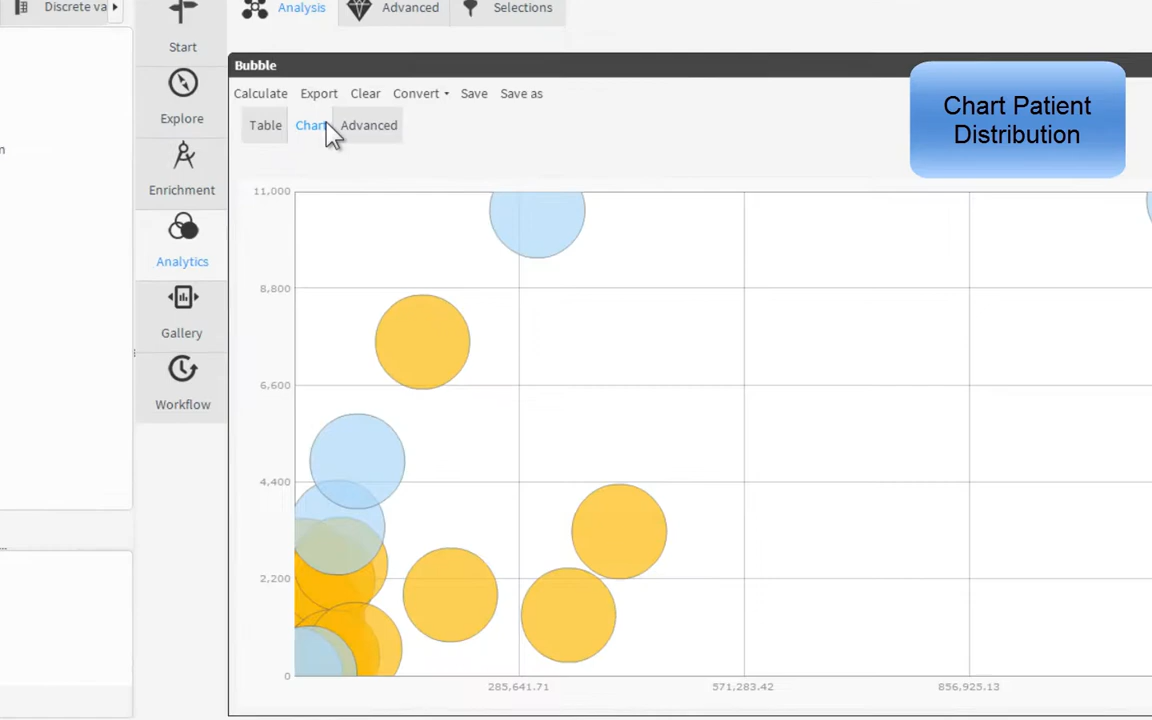 Discrete va
Analysis
Advanced
Selections
Start
Explore
Enrichment
Analytics
Gallery
Workflow
n
...
Bubble
Calculate Export Clear Convert Save Save as
Table Chart Advanced
Chart Patient
Distribution
11,000
8,800
6,600
4,400
2,200
0
285,641.71 571,283.42 856,925.13